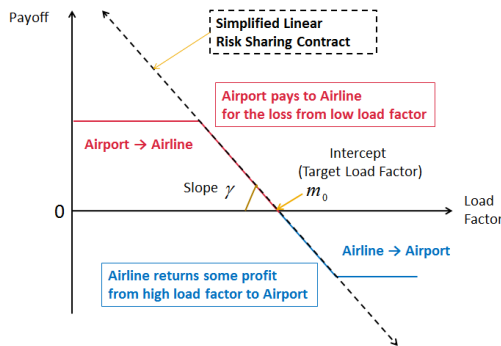 Payoff
Simplified Linear
Risk Sharing Contract
Airport pays to Airline
for the loss from low load factor
Airport → Airline
Intercept
(Target Load Factor)
Slope γ
m₀
Load
Factor
0
Airline → Airport
Airline returns some profit
from high load factor to Airport